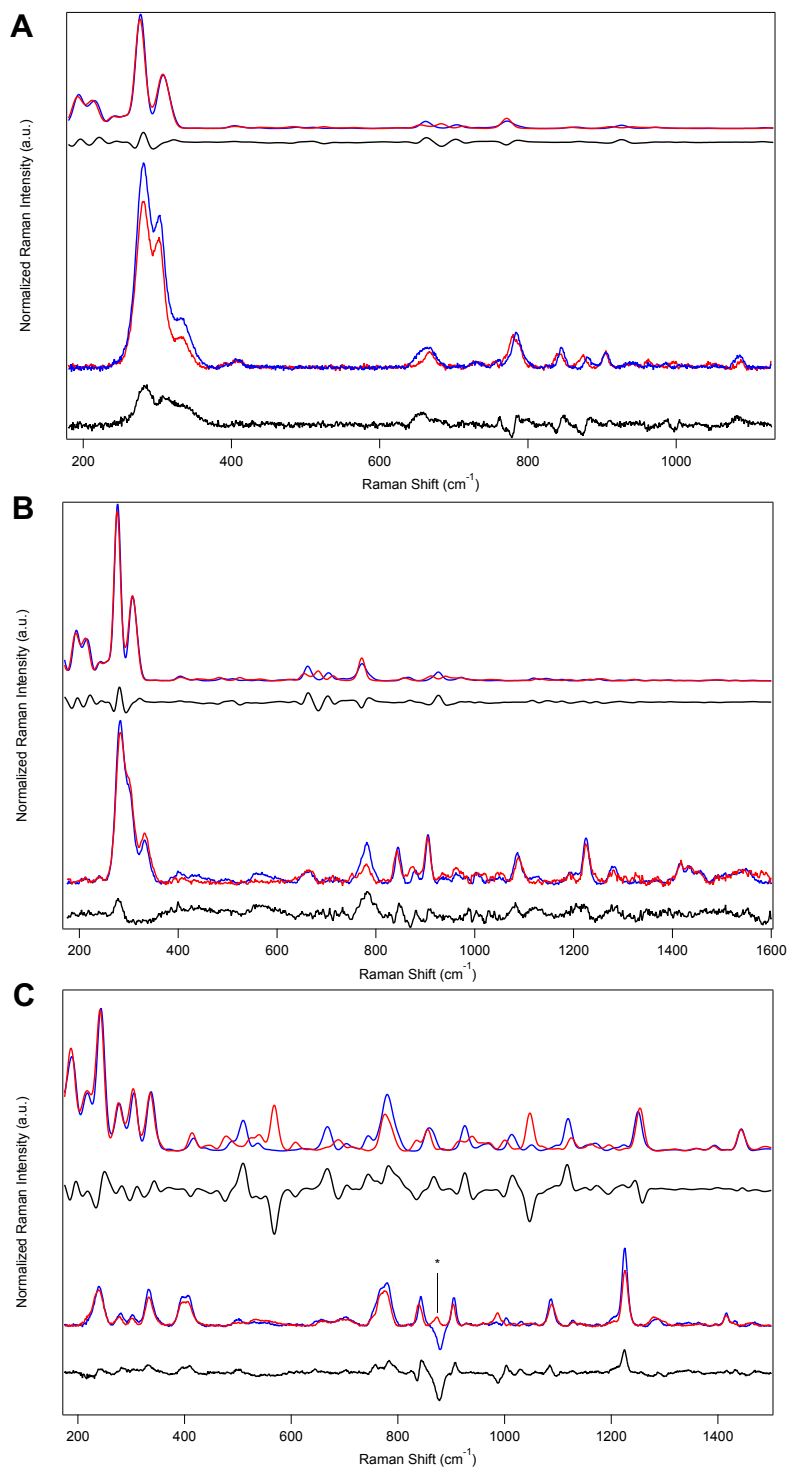 A
Normalized Raman Intensity (a.u.)
200 400 600 800 1000
Raman Shift (cm-1)
B
Normalized Raman Intensity (a.u.)
200 400 600 800 1000 1200 1400 1600
Raman Shift (cm-1)
C
Normalized Raman Intensity (a.u.)
*
200 400 600 800 1000 1200 1400
Raman Shift (cm-1)